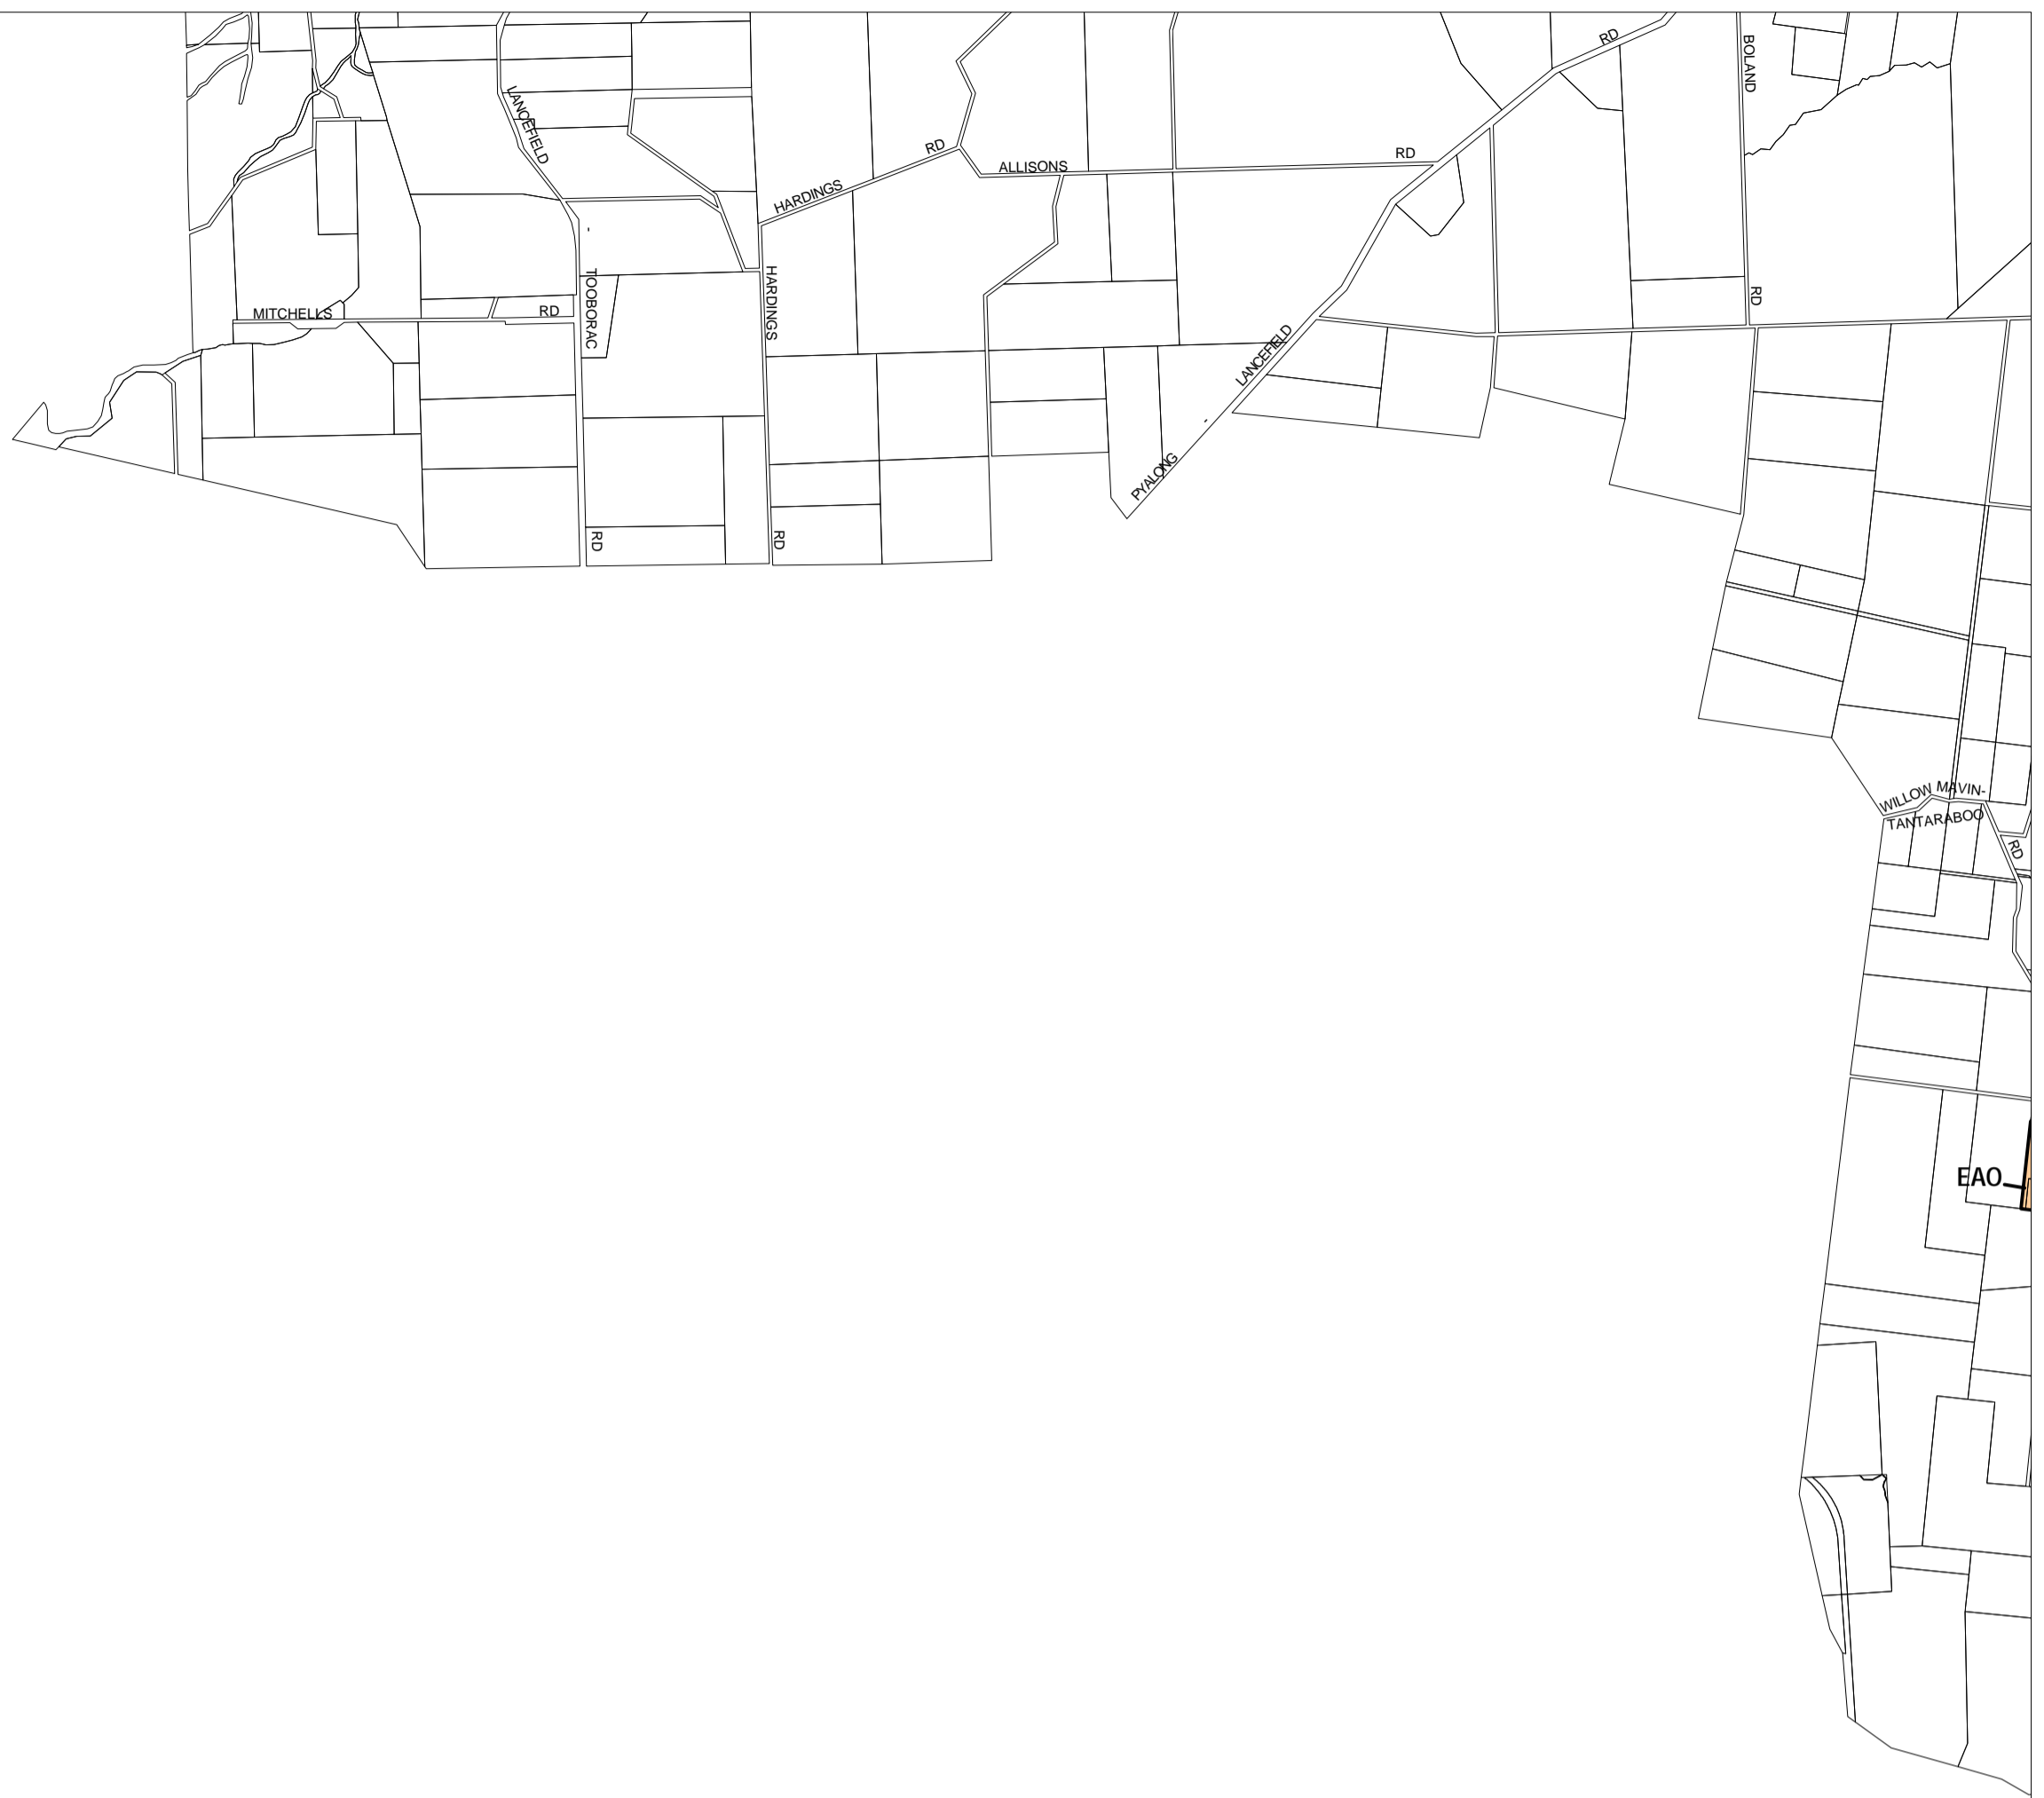 RD
BOLAND
LANCEFIELD
RD
RD
ALLISONS
HARDINGS
-
TOOBORAC
HARDINGS
RD
MITCHELLS
RD
LANCEFIELD
-
PYALONG
RD
RD
WILLOW MAVIN-
TANTARABOO
RD
EAO